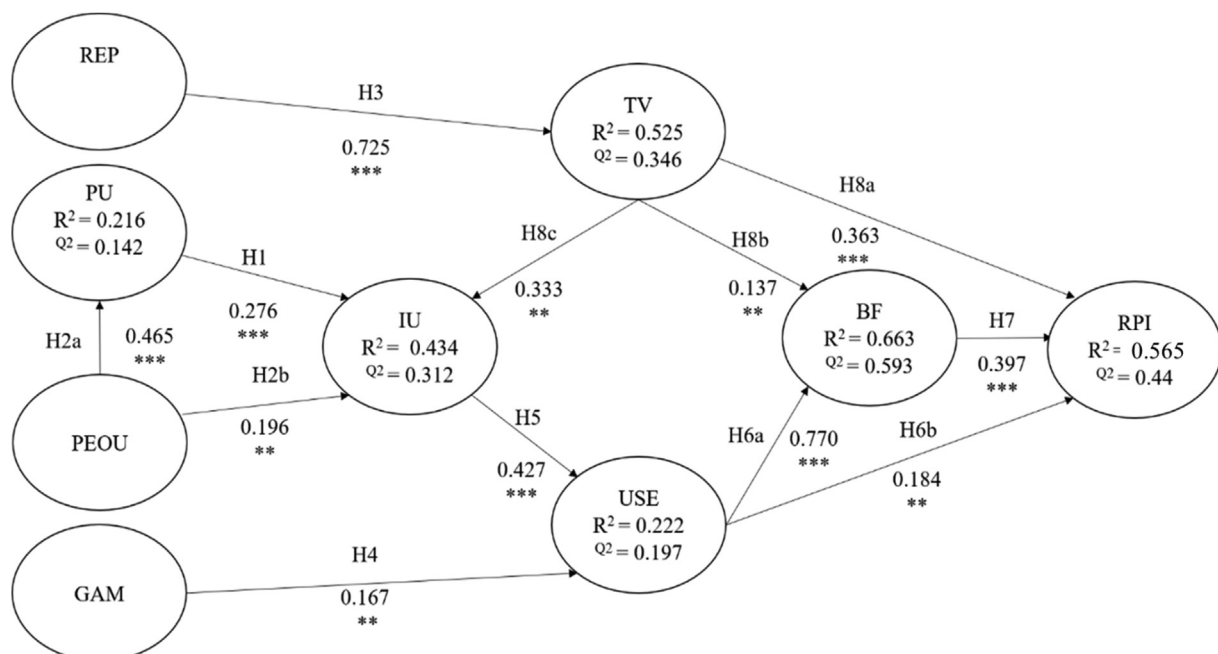 REP
H3
0.725
***
TV
R² = 0.525
Q2 = 0.346
PU
R² = 0.216
Q2 = 0.142
H1
0.276
***
H8c
0.333
**
H8b
0.137
**
H8a
0.363
***
H2a
0.465
***
IU
R² = 0.434
Q2 = 0.312
BF
R² = 0.663
Q2 = 0.593
H7
0.397
***
RPI
R² = 0.565
Q2 = 0.44
PEOU
H2b
0.196
**
H5
0.427
***
H6a
0.770
***
H6b
0.184
**
USE
R² = 0.222
Q2 = 0.197
GAM
H4
0.167
**